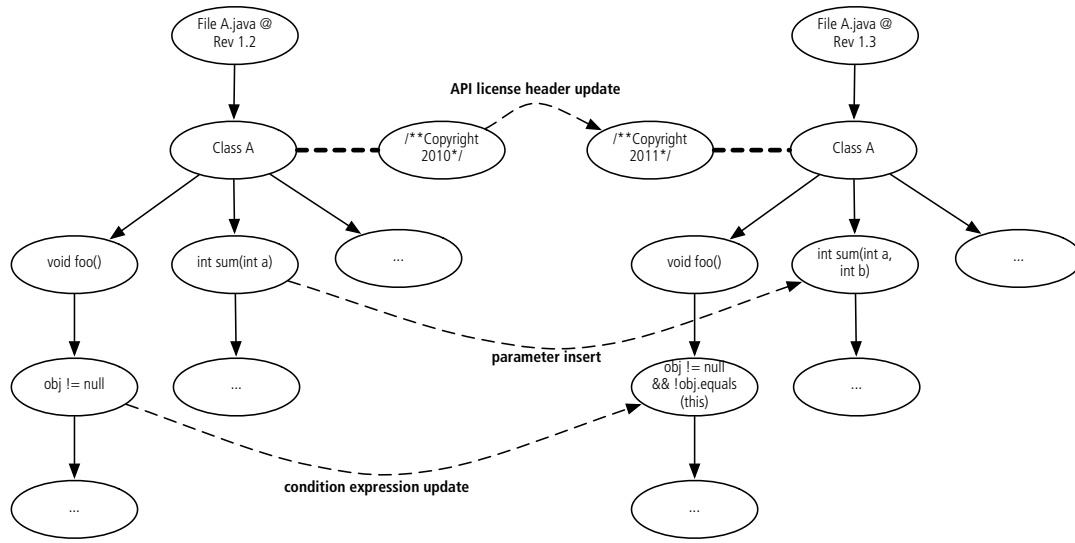 File A.java @
Rev 1.2
File A.java @
Rev 1.3
API license header update
Class A
/**Copyright
2010*/
/**Copyright
2011*/
Class A
void foo()
int sum(int a)
...
void foo()
int sum(int a,
int b)
...
parameter insert
obj != null
...
obj != null
&& !obj.equals
(this)
...
condition expression update
...
...